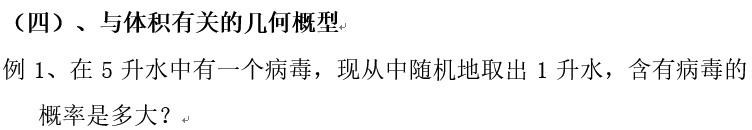 （四）、与体积有关的几何概型
例 1、在 5 升水中有一个病毒，现从中随机地取出 1 升水，含有病毒的
概率是多大？